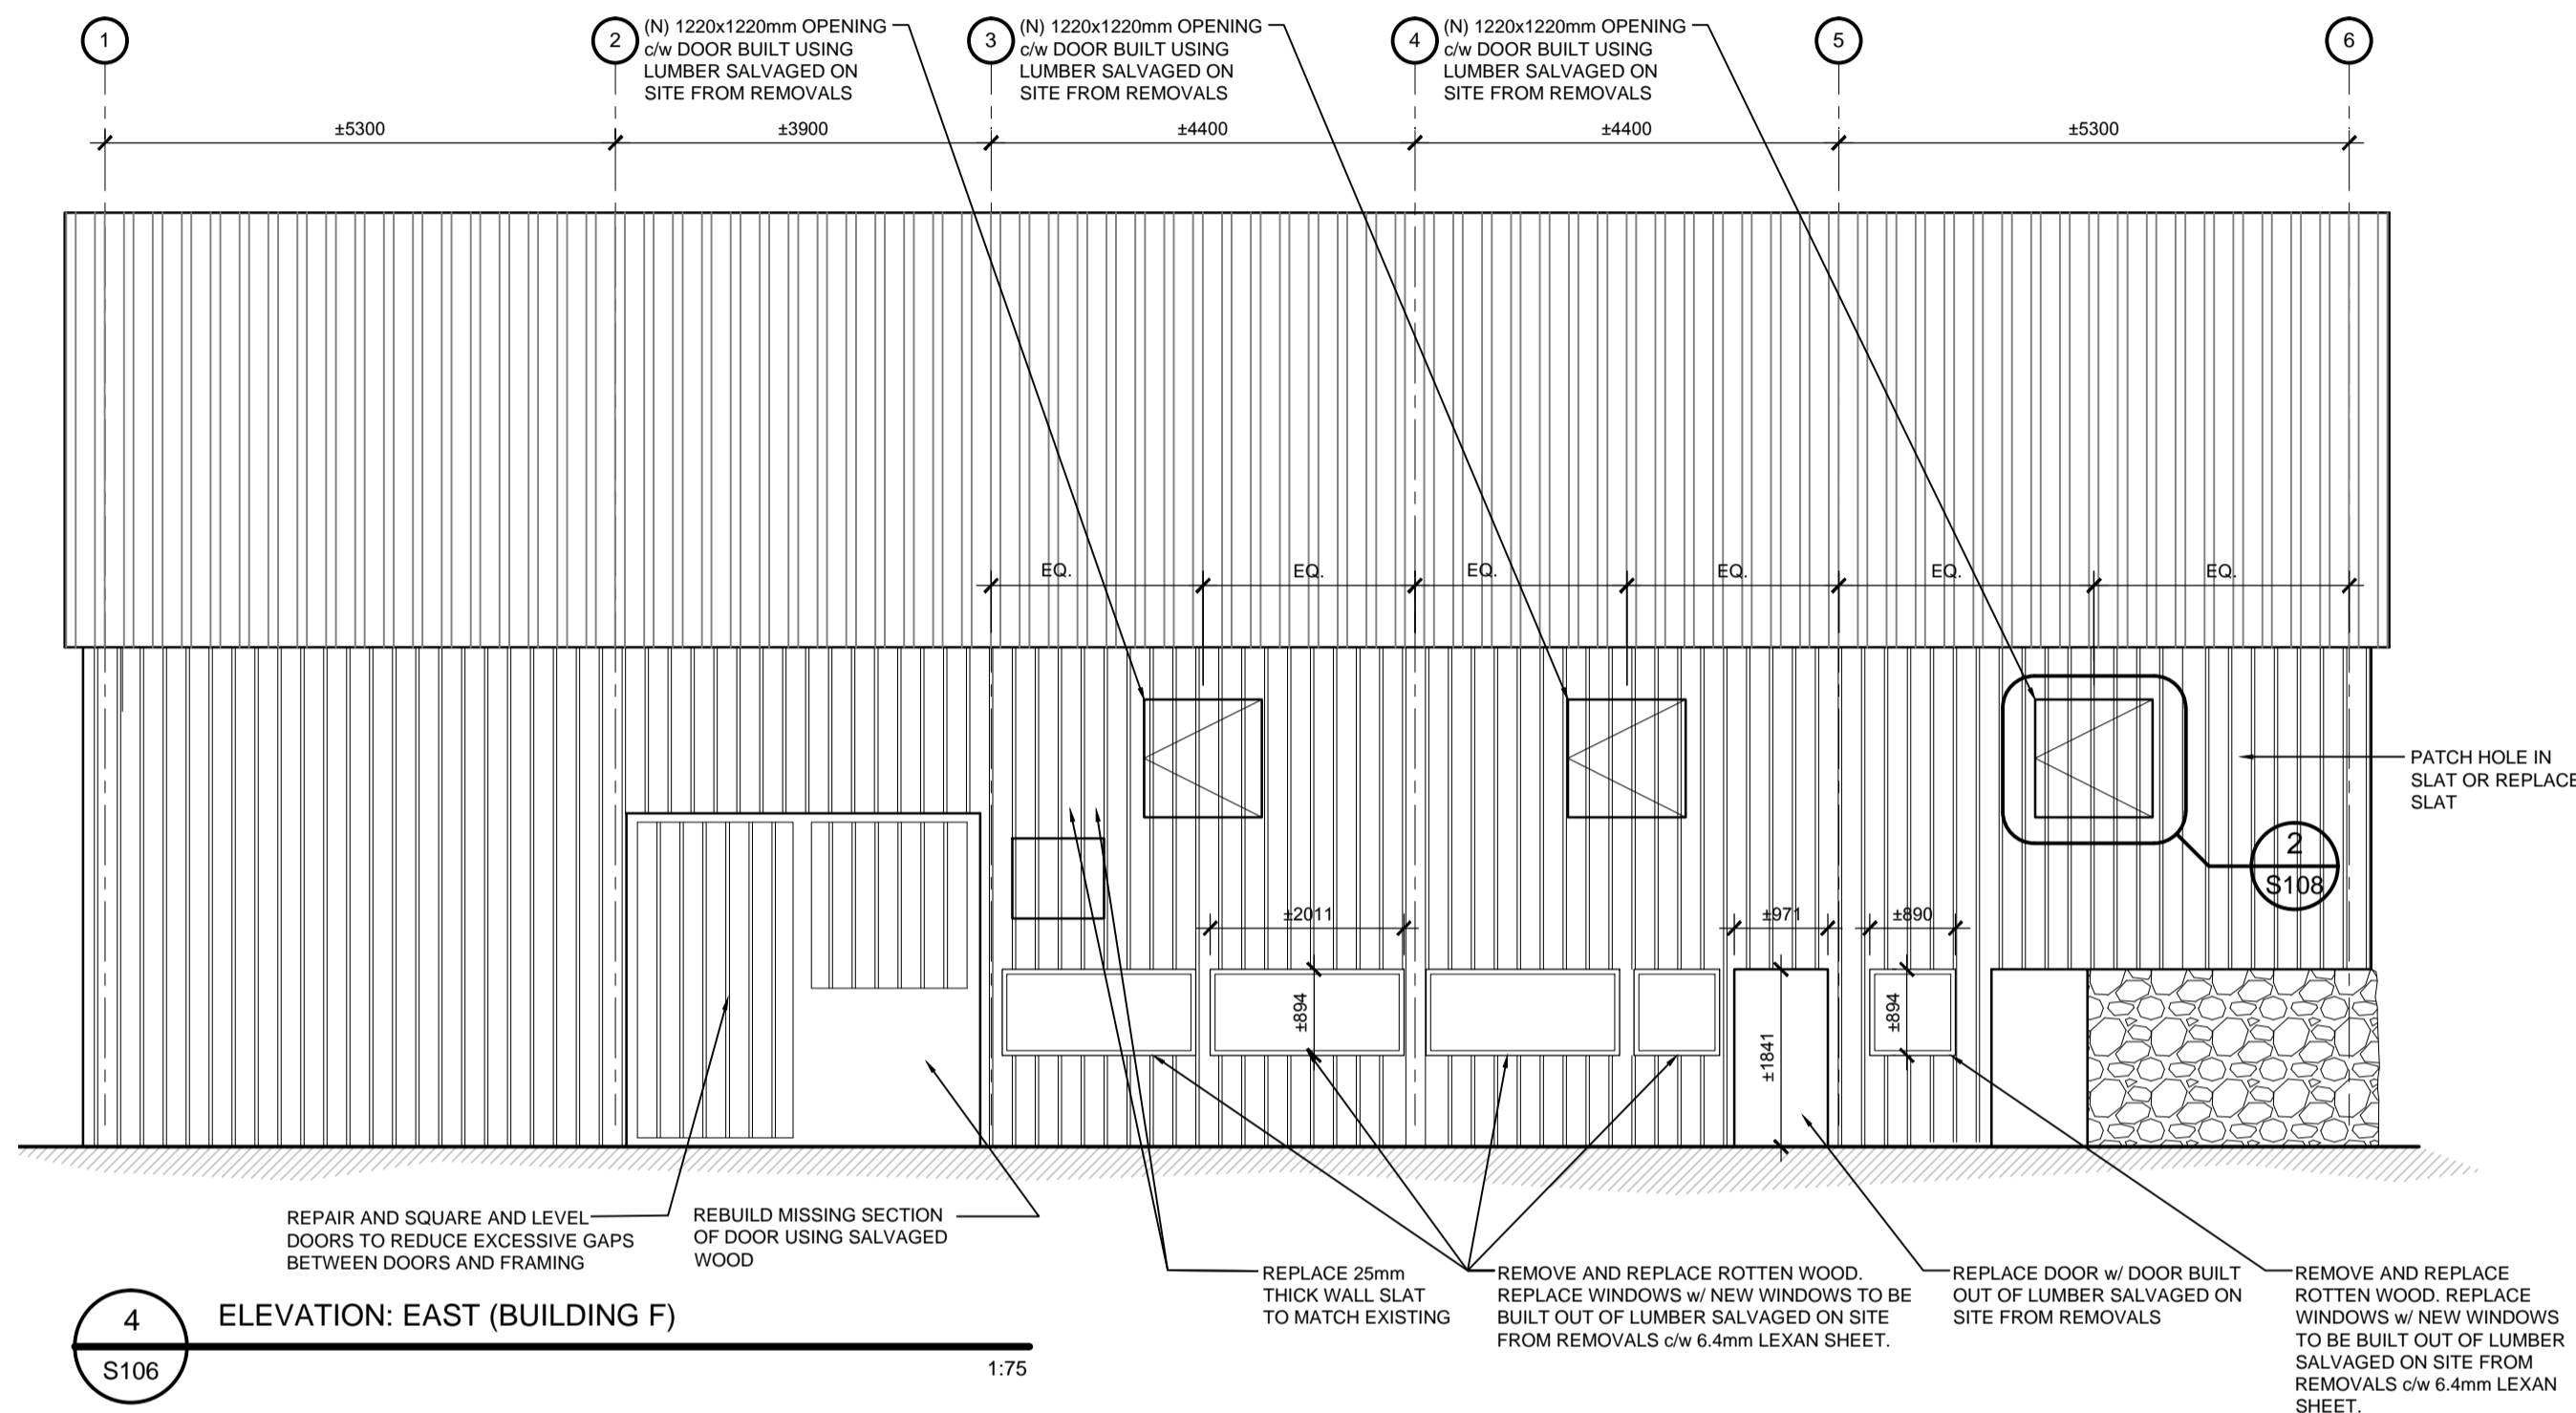 1
2
3
4
5
6
(N) 1220x1220mm OPENING
c/w DOOR BUILT USING
LUMBER SALVAGED ON
SITE FROM REMOVALS
(N) 1220x1220mm OPENING
c/w DOOR BUILT USING
LUMBER SALVAGED ON
SITE FROM REMOVALS
(N) 1220x1220mm OPENING
c/w DOOR BUILT USING
LUMBER SALVAGED ON
SITE FROM REMOVALS
±5300
±3900
±4400
±4400
±5300
EQ.
EQ.
EQ.
EQ.
EQ.
EQ.
PATCH HOLE IN
SLAT OR REPLACE
SLAT
2
S108
±2011
±971
±890
±894
±1841
±894
REPAIR AND SQUARE AND LEVEL
DOORS TO REDUCE EXCESSIVE GAPS
BETWEEN DOORS AND FRAMING
REBUILD MISSING SECTION
OF DOOR USING SALVAGED
WOOD
REPLACE 25mm
THICK WALL SLAT
TO MATCH EXISTING
REMOVE AND REPLACE ROTTEN WOOD.
REPLACE WINDOWS w/ NEW WINDOWS TO BE
BUILT OUT OF LUMBER SALVAGED ON SITE
FROM REMOVALS c/w 6.4mm LEXAN SHEET.
REPLACE DOOR w/ DOOR BUILT
OUT OF LUMBER SALVAGED ON
SITE FROM REMOVALS
REMOVE AND REPLACE
ROTTEN WOOD. REPLACE
WINDOWS w/ NEW WINDOWS
TO BE BUILT OUT OF LUMBER
SALVAGED ON SITE FROM
REMOVALS c/w 6.4mm LEXAN
SHEET.
4
S106
ELEVATION: EAST (BUILDING F)
1:75